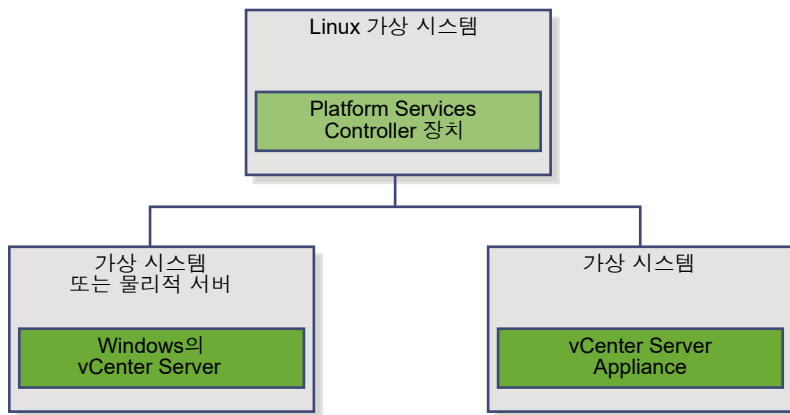 Linux 가상 시스템
Platform Services
Controller 장치
가상 시스템
또는 물리적 서버
Windows의
vCenter Server
가상 시스템
vCenter Server
Appliance